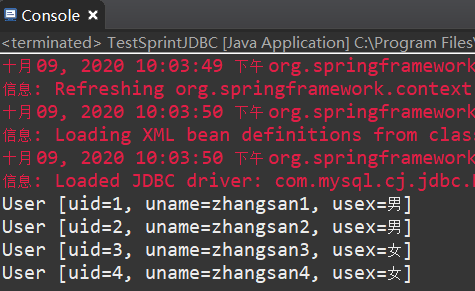 Console
<terminated> TestSprintJDBC [Java Application] C:\Program Files\
十月 09, 2020 10:03:49 下午 org.springframework
信息: Refreshing org.springframework.context
十月 09, 2020 10:03:50 下午 org.springframework
信息: Loading XML bean definitions from clas
十月 09, 2020 10:03:50 下午 org.springframework
信息: Loaded JDBC driver: com.mysql.cj.jdbc.
User [uid=1, uname=zhangsan1, usex=男]
User [uid=2, uname=zhangsan2, usex=男]
User [uid=3, uname=zhangsan3, usex=女]
User [uid=4, uname=zhangsan4, usex=女]